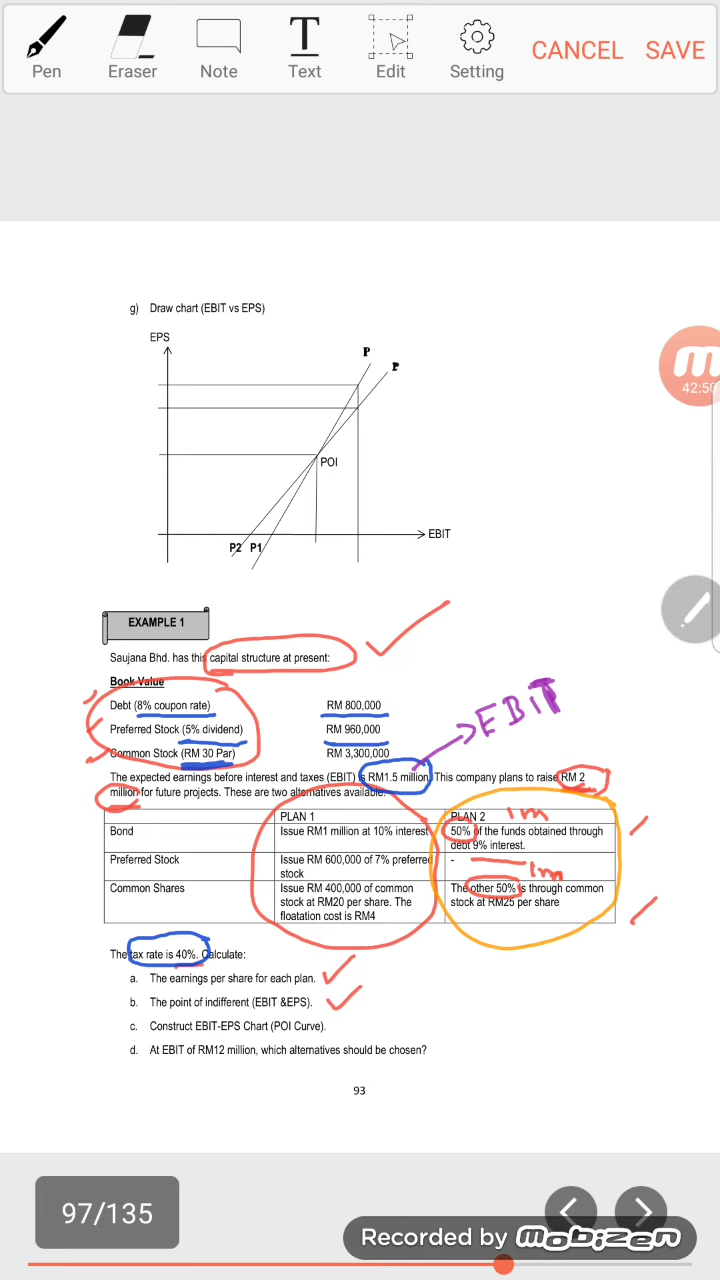 Pen Eraser Note Text Edit Setting CANCEL SAVE
g) Draw chart (EBIT vs EPS)
EPS
P
P
42:50
POI
EBIT
P2 P1
EXAMPLE 1
Saujana Bhd. has this capital structure at present:
Book Value
Debt (8% coupon rate) RM 800,000
Preferred Stock (5% dividend) RM 960,000
Common Stock (RM 30 Par) RM 3,300,000
EBIT
The expected earnings before interest and taxes (EBIT) is RM1.5 million. This company plans to raise RM 2
million for future projects. These are two alternatives available:
PLAN 1 PLAN 2 1m
Bond Issue RM1 million at 10% interest 50% of the funds obtained through
debt 9% interest.
Preferred Stock Issue RM 600,000 of 7% preferred - 1m
stock
Common Shares Issue RM 400,000 of common The other 50% is through common
stock at RM20 per share. The stock at RM25 per share
floatation cost is RM4
The tax rate is 40%. Calculate:
a. The earnings per share for each plan.
b. The point of indifferent (EBIT &EPS).
c. Construct EBIT-EPS Chart (POI Curve).
d. At EBIT of RM12 million, which alternatives should be chosen?
93
97/135
Recorded by Mobizen